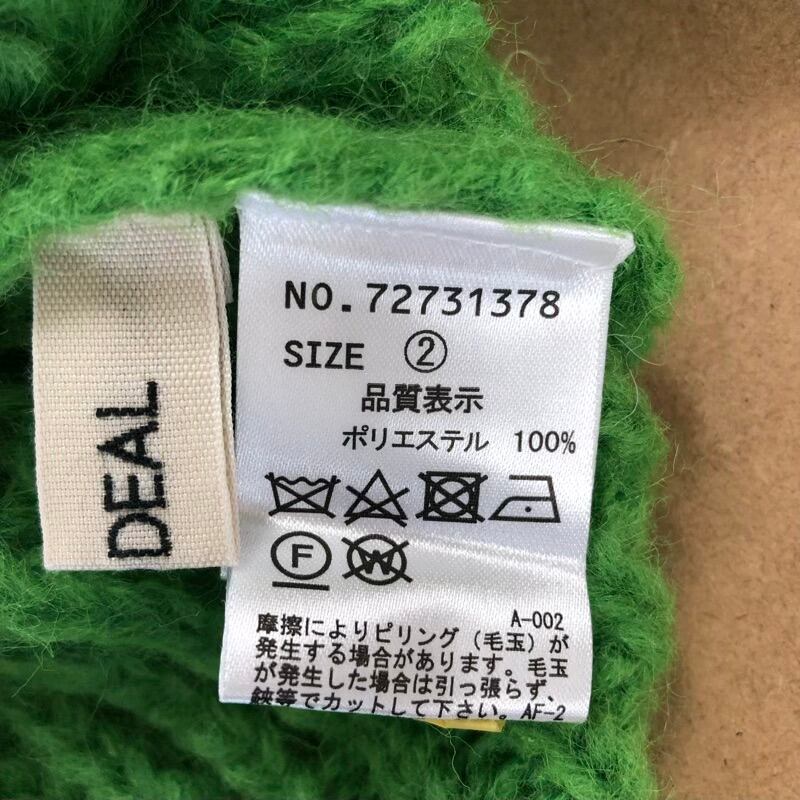 DEAL
NO.72731378
SIZE ②
品質表示
ポリエステル 100%
F W
A-002
摩擦によりピリング(毛玉)が
発生する場合があります。毛玉
が発生した場合は引っ張らず、
鋏等でカットして下さい。AF-2